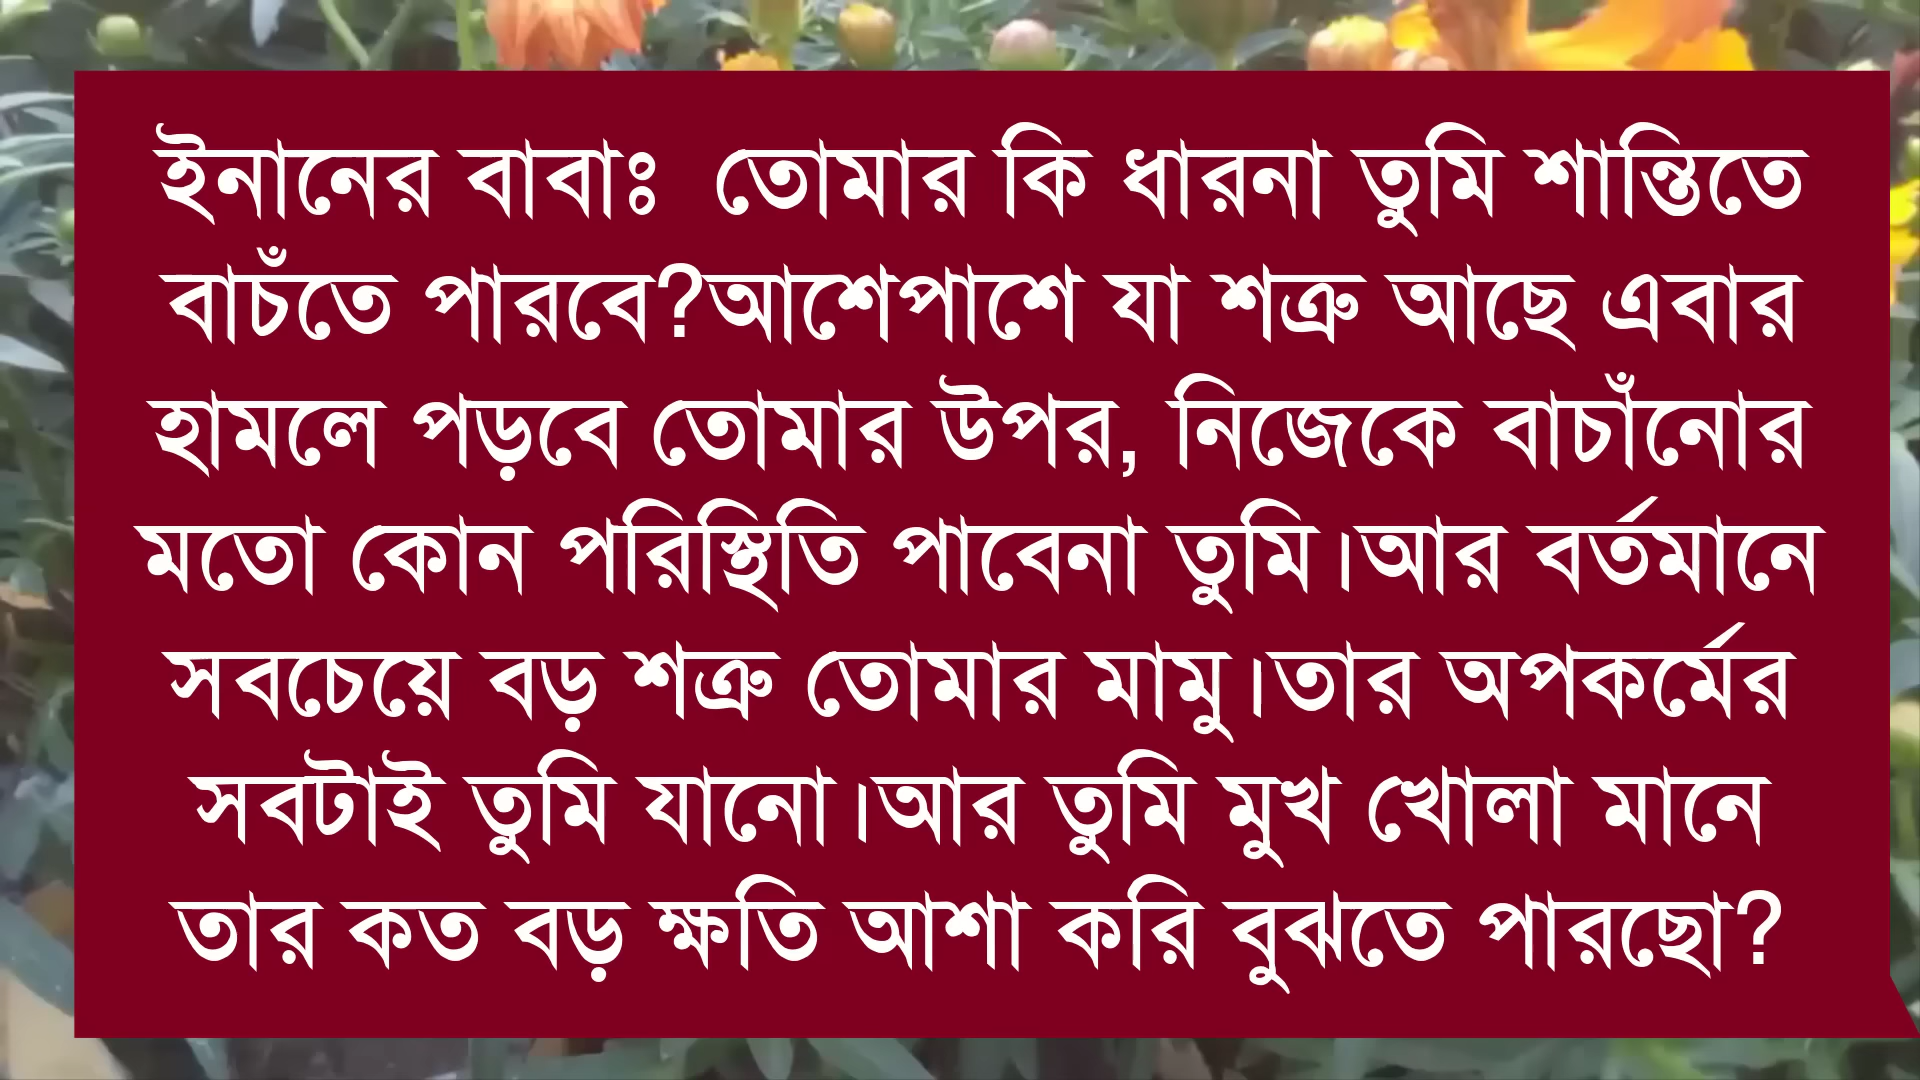 ইনানের বাবাঃ  তোমার কি ধারনা তুমি শান্তিতে
বাচঁতে পারবে?আশেপাশে যা শত্রু আছে এবার
হামলে পড়বে তোমার উপর, নিজেকে বাচাঁনোর
মতো কোন পরিস্থিতি পাবেনা তুমি।আর বর্তমানে
সবচেয়ে বড় শত্রু তোমার মামু।তার অপকর্মের
সবটাই তুমি যানো।আর তুমি মুখ খোলা মানে
তার কত বড় ক্ষতি আশা করি বুঝতে পারছো?